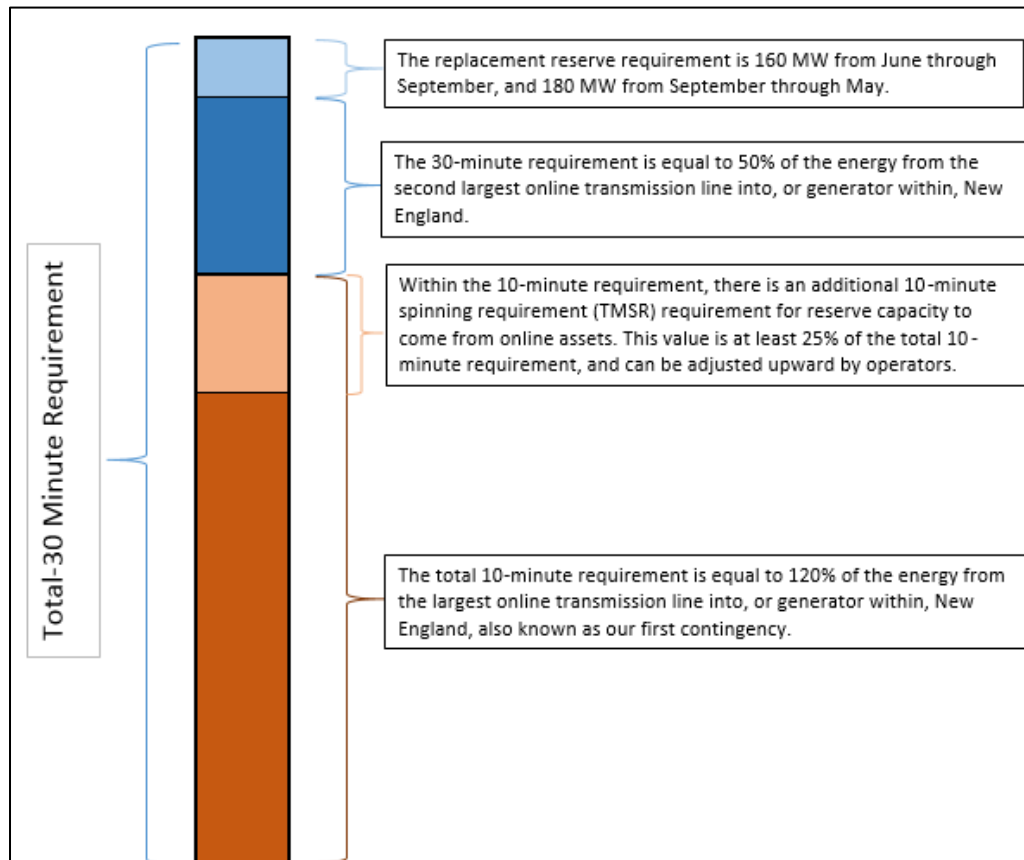 Total-30 Minute Requirement
The replacement reserve requirement is 160 MW from June through
September, and 180 MW from September through May.
The 30-minute requirement is equal to 50% of the energy from the
second largest online transmission line into, or generator within, New
England.
Within the 10-minute requirement, there is an additional 10-minute
spinning requirement (TMSR) requirement for reserve capacity to
come from online assets. This value is at least 25% of the total 10-
minute requirement, and can be adjusted upward by operators.
The total 10-minute requirement is equal to 120% of the energy from
the largest online transmission line into, or generator within, New
England, also known as our first contingency.